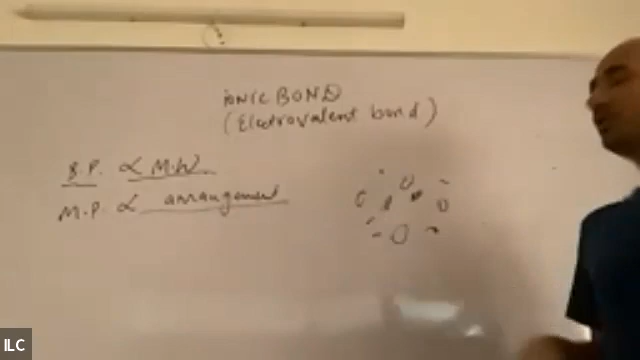 IONIC BOND
(Electrovalent bond)
B.P. ∝ M.W.
M.P. ∝ arrangement
ILC